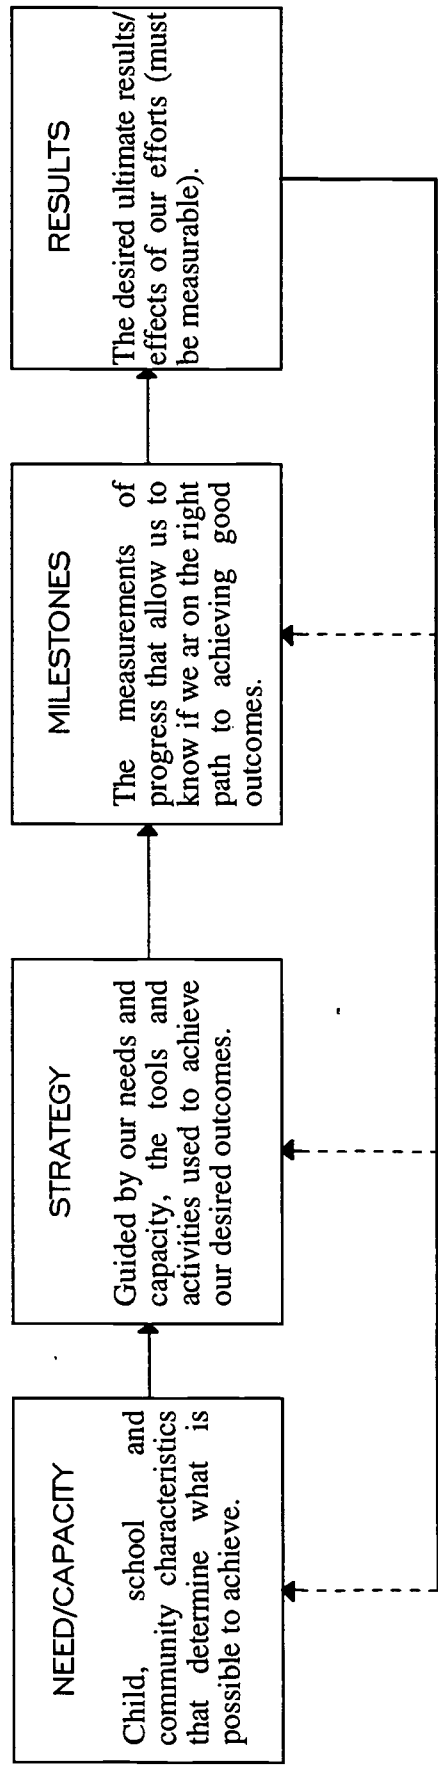 NEED/CAPACITY
Child, school and
community characteristics
that determine what is
possible to achieve.
STRATEGY
Guided by our needs and
capacity, the tools and
activities used to achieve
our desired outcomes.
MILESTONES
The measurements of
progress that allow us to
know if we ar on the right
path to achieving good
outcomes.
RESULTS
The desired ultimate results/
effects of our efforts (must
be measurable).